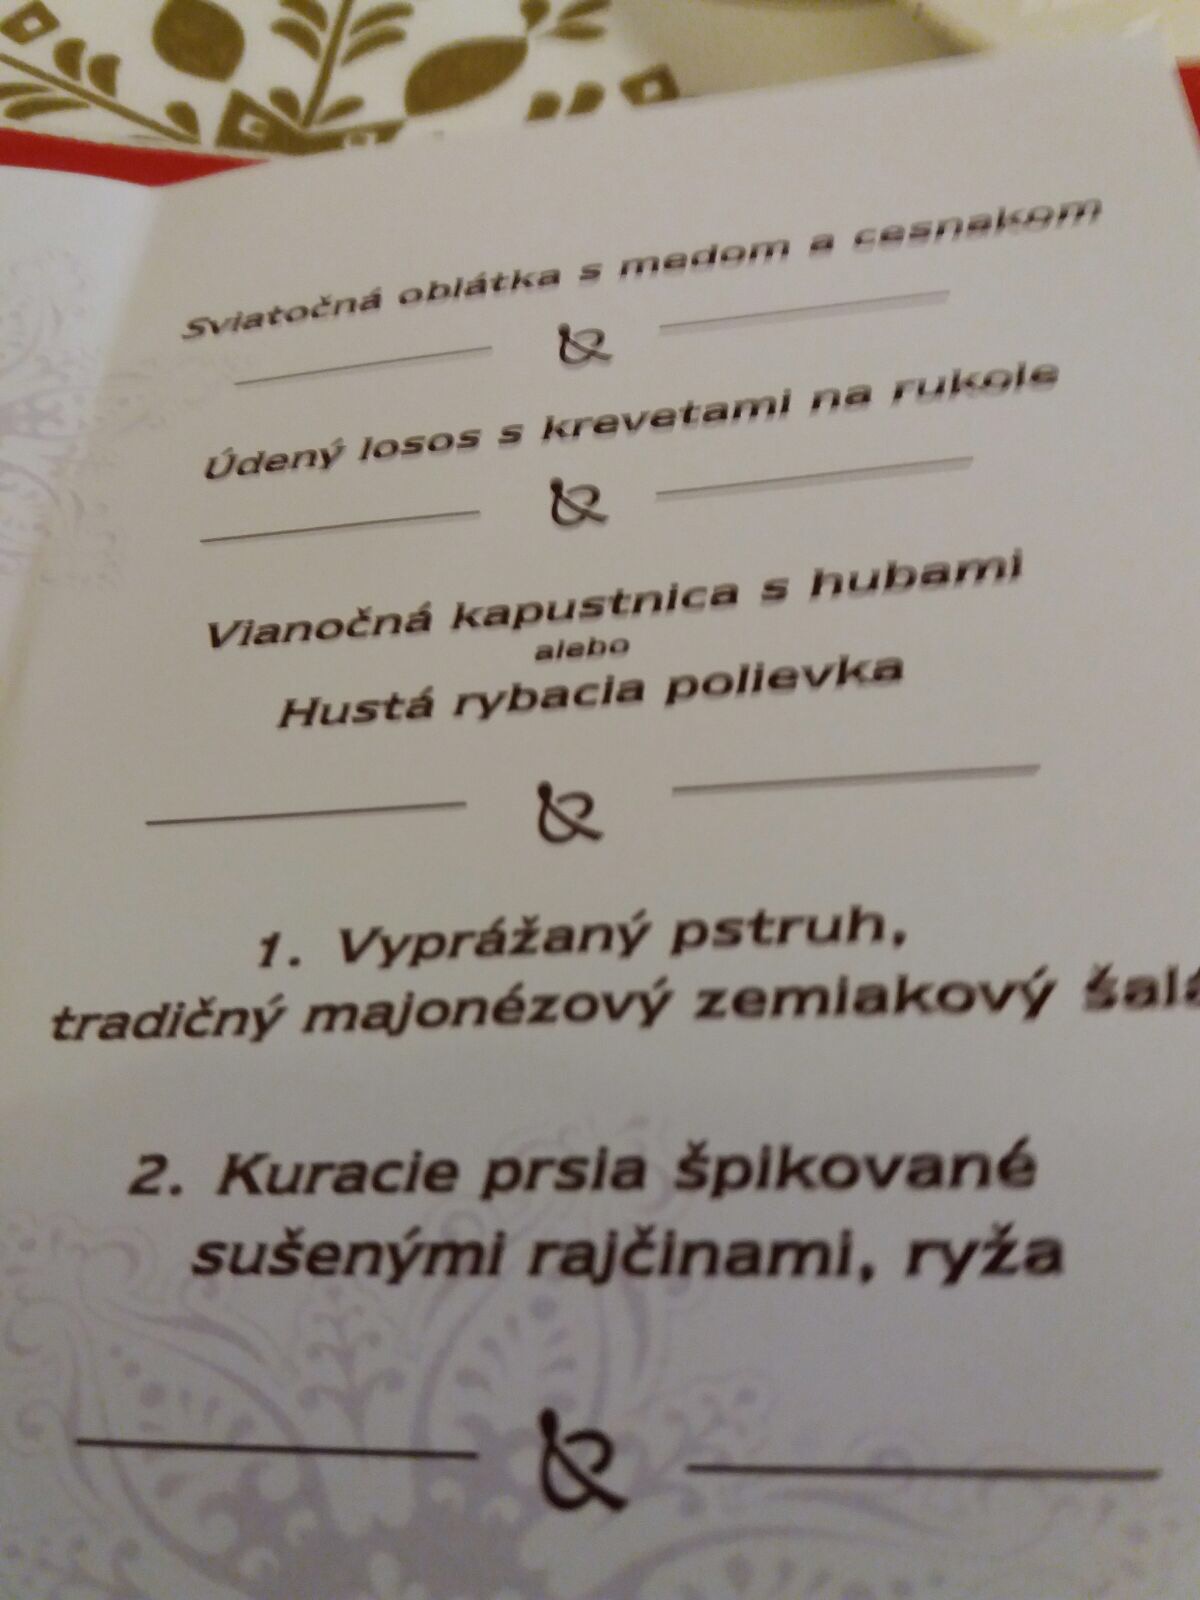 Sviatočná oblátka s medom a cesnakom
&
Údený losos s krevetami na rukole
&
Vianočná kapustnica s hubami
alebo
Hustá rybacia polievka
&
1. Vyprážaný pstruh,
tradičný majonézový zemiakový šalá
2. Kuracie prsia špikované
sušenými rajčinami, ryža
&